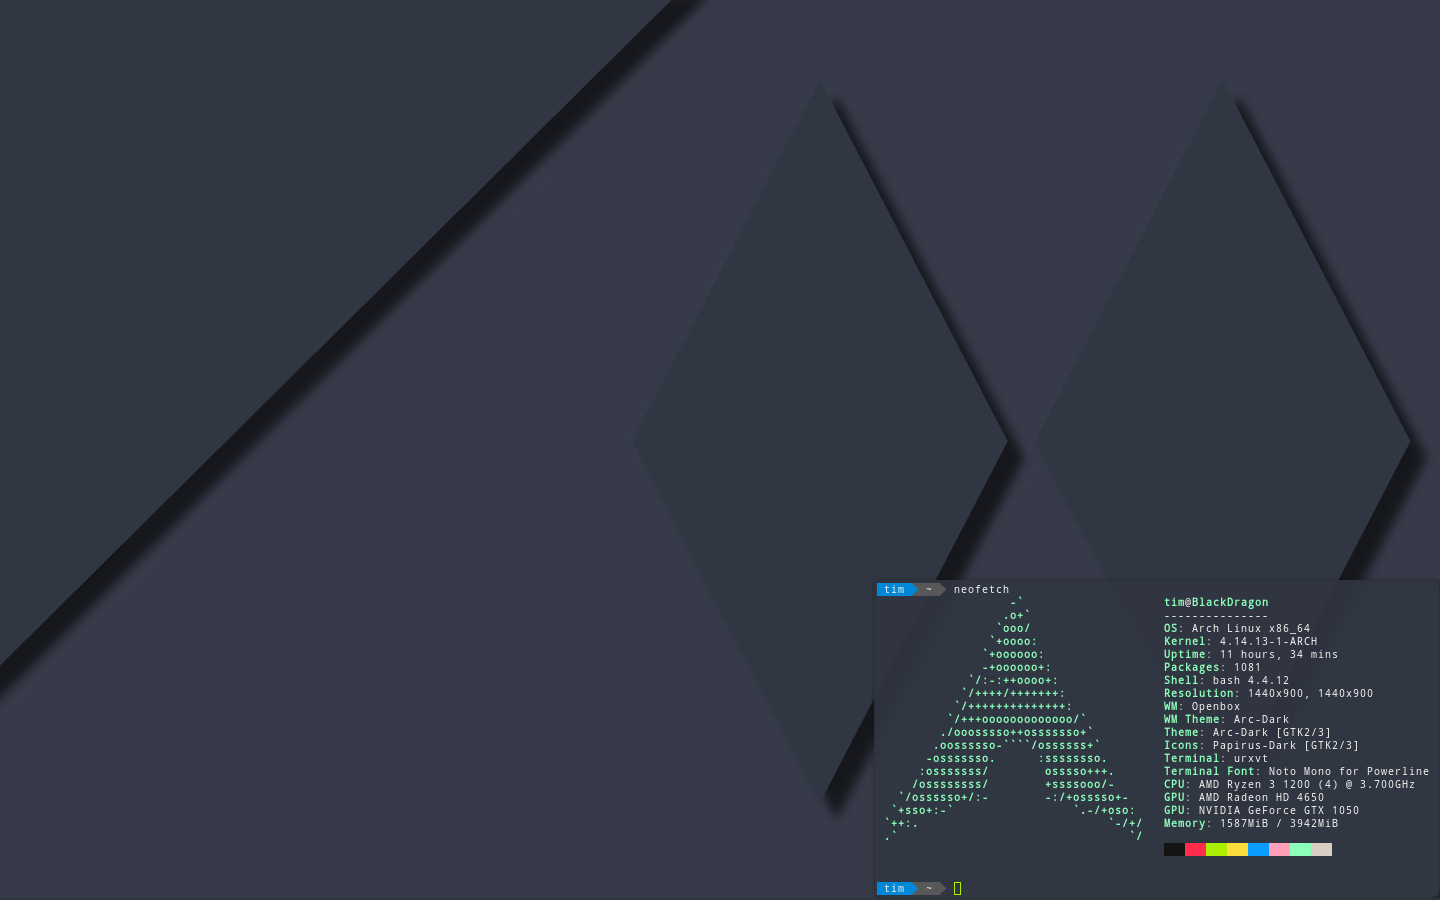 tim ~ neofetch
-`
.o+`
`ooo/
`+oooo:
`+oooooo:
-+oooooo+:
`/:-:++oooo+:
`/++++/+++++++:
`/++++++++++++++:
`/+++ooooooooooooo/`
./ooosssso++osssssso+`
.oossssso-````/ossssss+`
-osssssso. :ssssssso.
:osssssss/ osssso+++.
/ossssssss/ +ssssooo/-
`/ossssso+/:- -:/+osssso+-
`+sso+:-` `.-/+oso:
`++:. `-/+/
.` `/
tim@BlackDragon
---------------
OS: Arch Linux x86_64
Kernel: 4.14.13-1-ARCH
Uptime: 11 hours, 34 mins
Packages: 1081
Shell: bash 4.4.12
Resolution: 1440x900, 1440x900
WM: Openbox
WM Theme: Arc-Dark
Theme: Arc-Dark [GTK2/3]
Icons: Papirus-Dark [GTK2/3]
Terminal: urxvt
Terminal Font: Noto Mono for Powerline
CPU: AMD Ryzen 3 1200 (4) @ 3.700GHz
GPU: AMD Radeon HD 4650
GPU: NVIDIA GeForce GTX 1050
Memory: 1587MiB / 3942MiB
tim ~